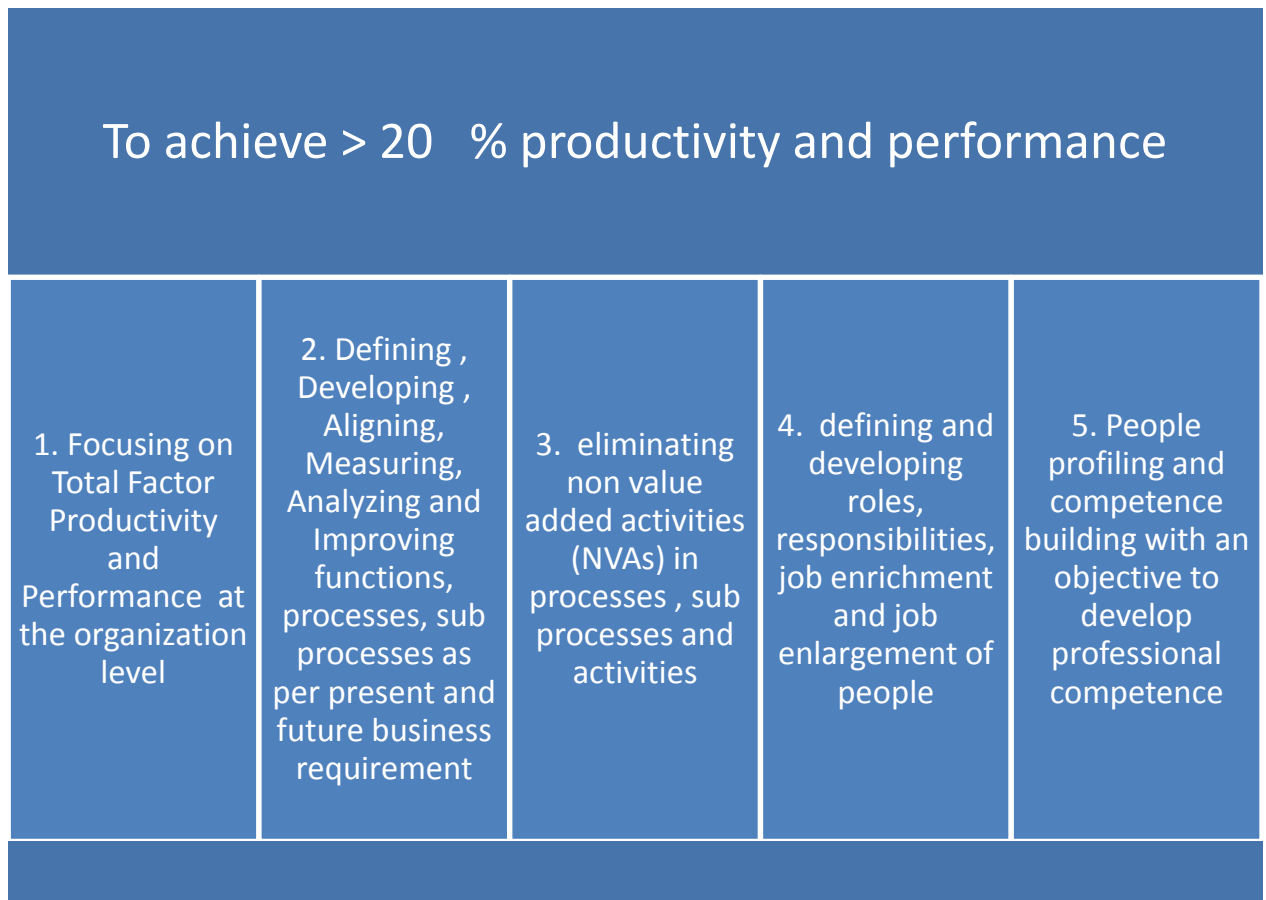 To achieve > 20   % productivity and performance
1. Focusing on
Total Factor
Productivity
and
Performance  at
the organization
level
2. Defining ,
Developing ,
Aligning,
Measuring,
Analyzing and
Improving
functions,
processes, sub
processes as
per present and
future business
requirement
3.  eliminating
non value
added activities
(NVAs) in
processes , sub
processes and
activities
4.  defining and
developing
roles,
responsibilities,
job enrichment
and job
enlargement of
people
5. People
profiling and
competence
building with an
objective to
develop
professional
competence